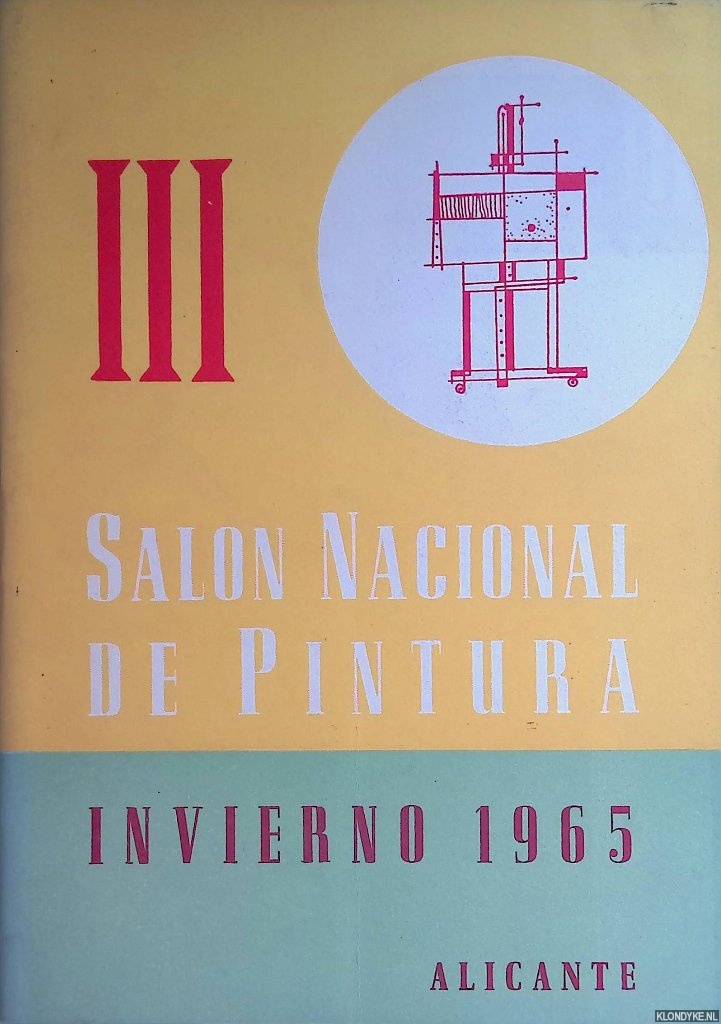 III
SALON NACIONAL
DE PINTURA
INVIERNO 1965
ALICANTE
KLONDYKE.NL